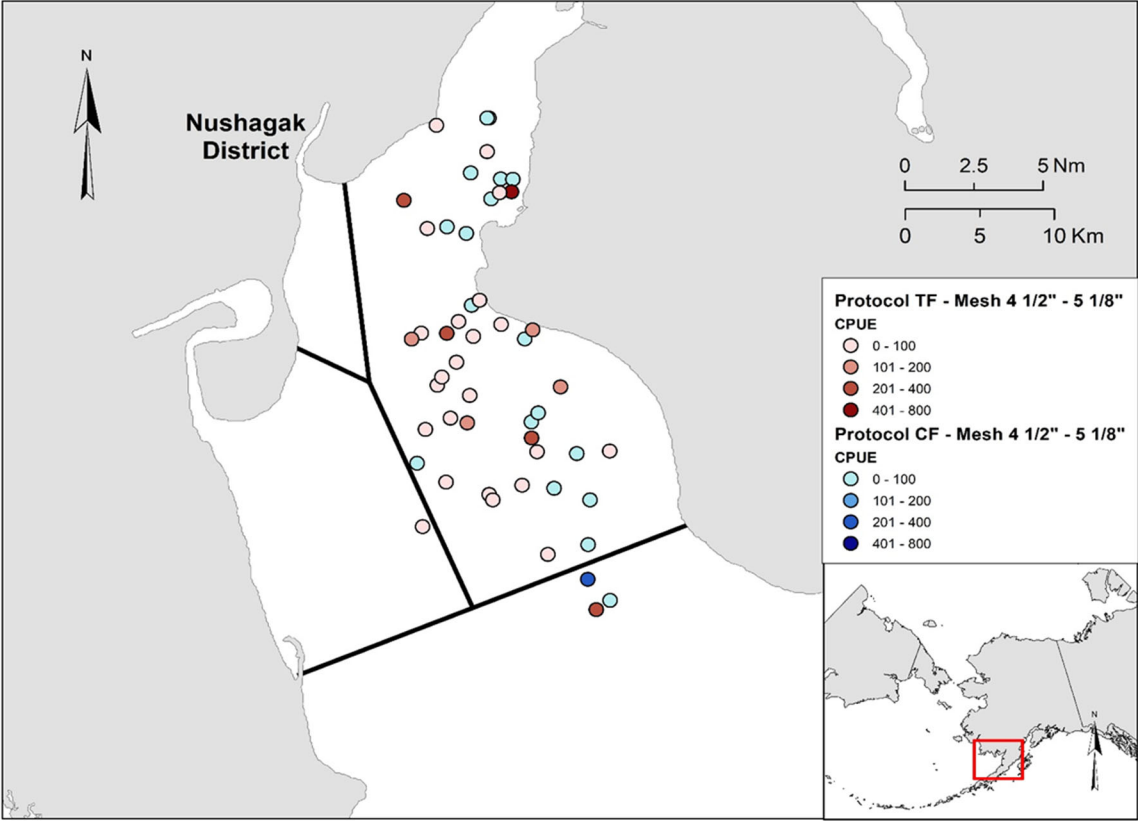 N
Nushagak
District
0 2.5 5 Nm
0 5 10 Km
Protocol TF - Mesh 4 1/2" - 5 1/8"
CPUE
0 - 100
101 - 200
201 - 400
401 - 800
Protocol CF - Mesh 4 1/2" - 5 1/8"
CPUE
0 - 100
101 - 200
201 - 400
401 - 800
N